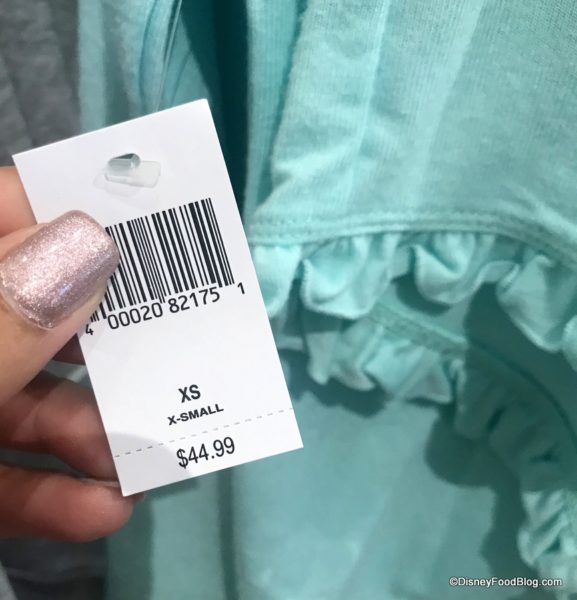 4 00020 82175 1
XS
X-SMALL
$44.99
©DisneyFoodBlog.com